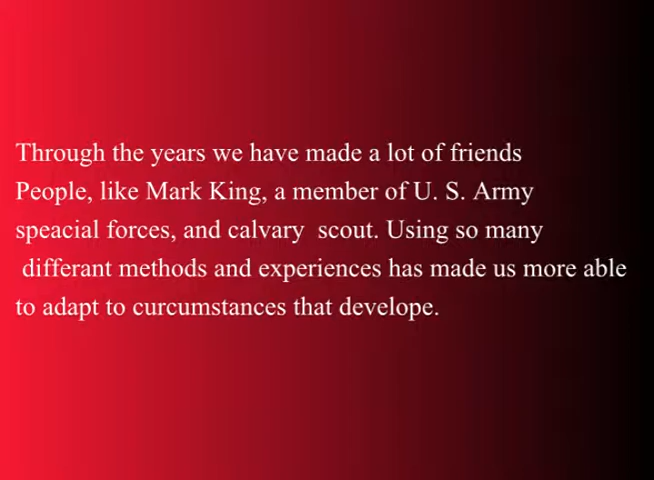 Through the years we have made a lot of friends
People, like Mark King, a member of U. S. Army
speacial forces, and calvary  scout. Using so many
differant methods and experiences has made us more able
to adapt to curcumstances that develope.